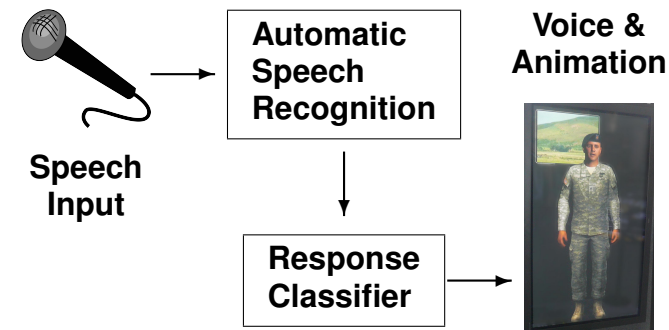 Speech
Input
Automatic
Speech
Recognition
Response
Classifier
Voice &
Animation